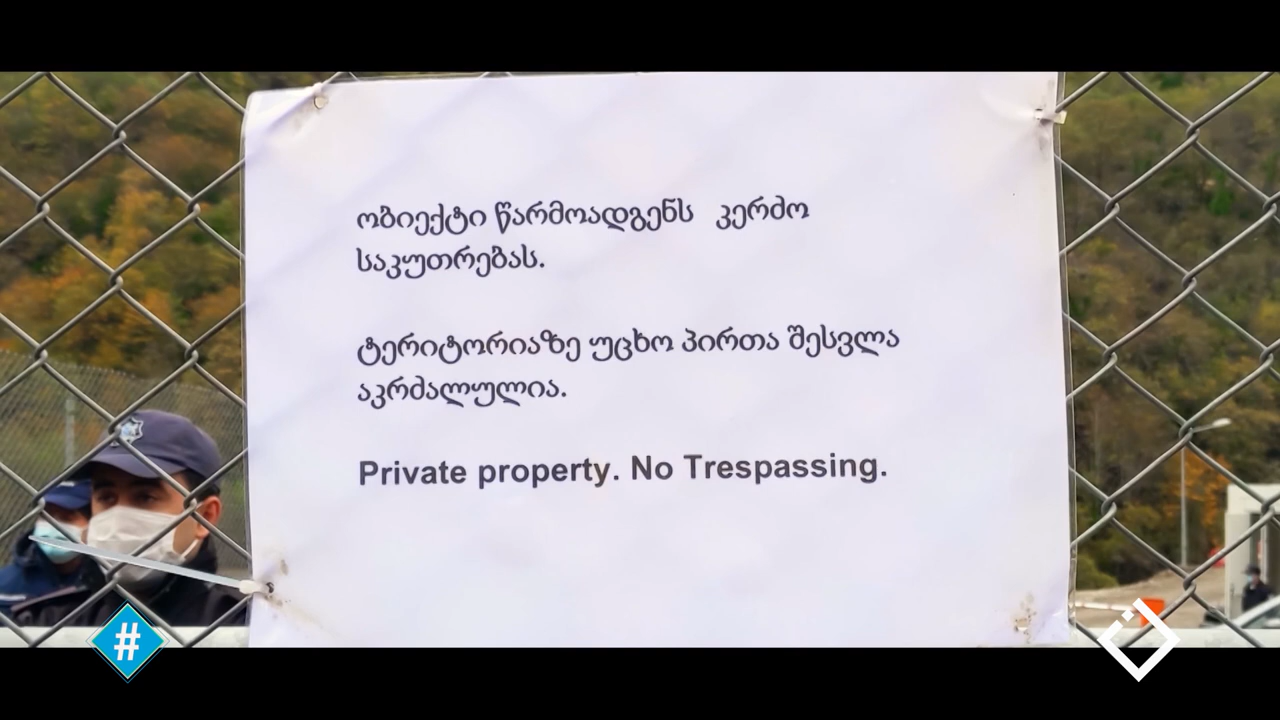 ობიექტი წარმოადგენს კერძო
საკუთრებას.
ტერიტორიაზე უცხო პირთა შესვლა
აკრძალულია.
Private property. No Trespassing.
#